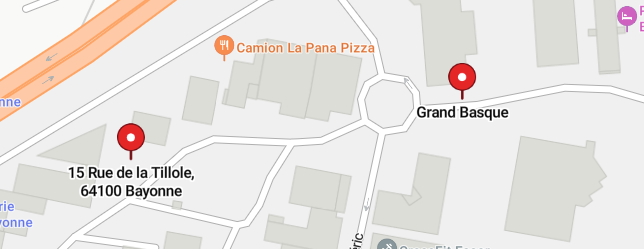 Camion La Pana Pizza
Grand Basque
15 Rue de la Tillole,
64100 Bayonne